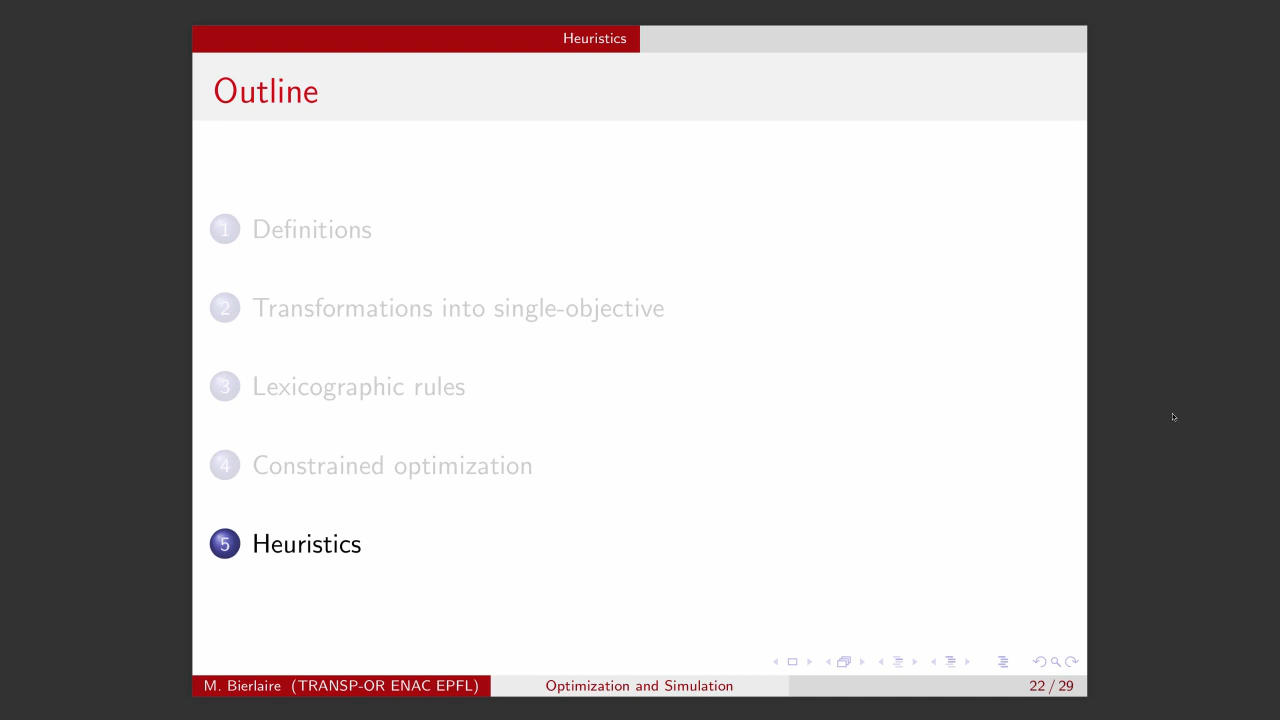 Heuristics
Outline
1 Definitions
2 Transformations into single-objective
3 Lexicographic rules
4 Constrained optimization
5 Heuristics
M. Bierlaire (TRANSP-OR ENAC EPFL) Optimization and Simulation 22 / 29